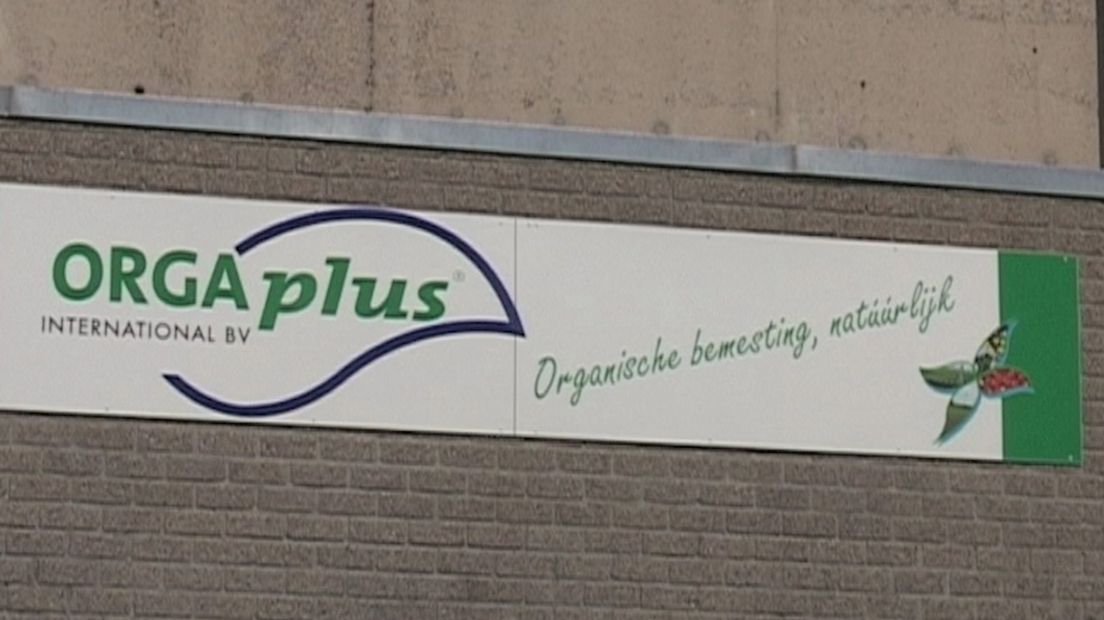 ORGAplus®
INTERNATIONAL BV
Organische bemesting, natúúrlijk